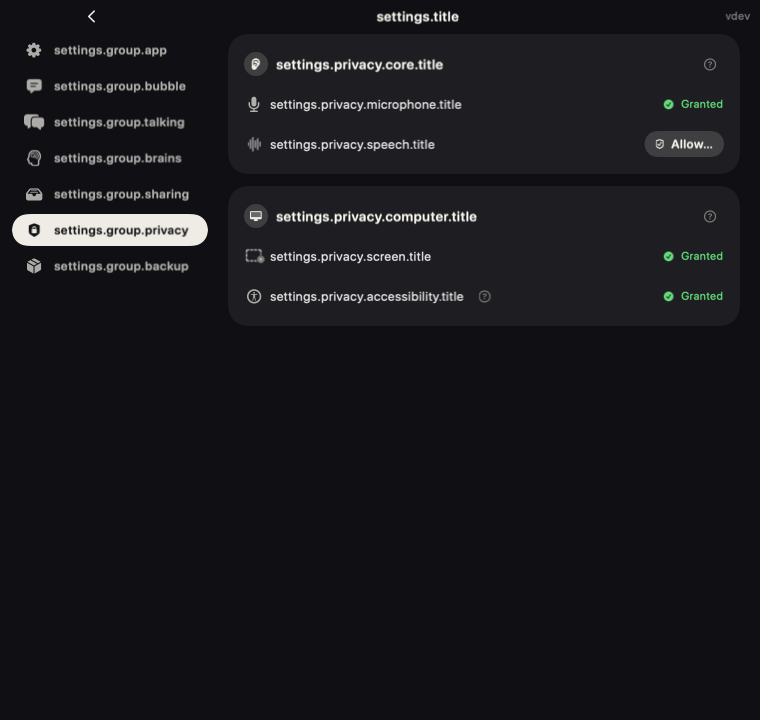 settings.title
vdev
settings.group.app
settings.group.bubble
settings.group.talking
settings.group.brains
settings.group.sharing
settings.group.privacy
settings.group.backup
settings.privacy.core.title
settings.privacy.microphone.title
Granted
settings.privacy.speech.title
Allow...
settings.privacy.computer.title
settings.privacy.screen.title
Granted
settings.privacy.accessibility.title
Granted